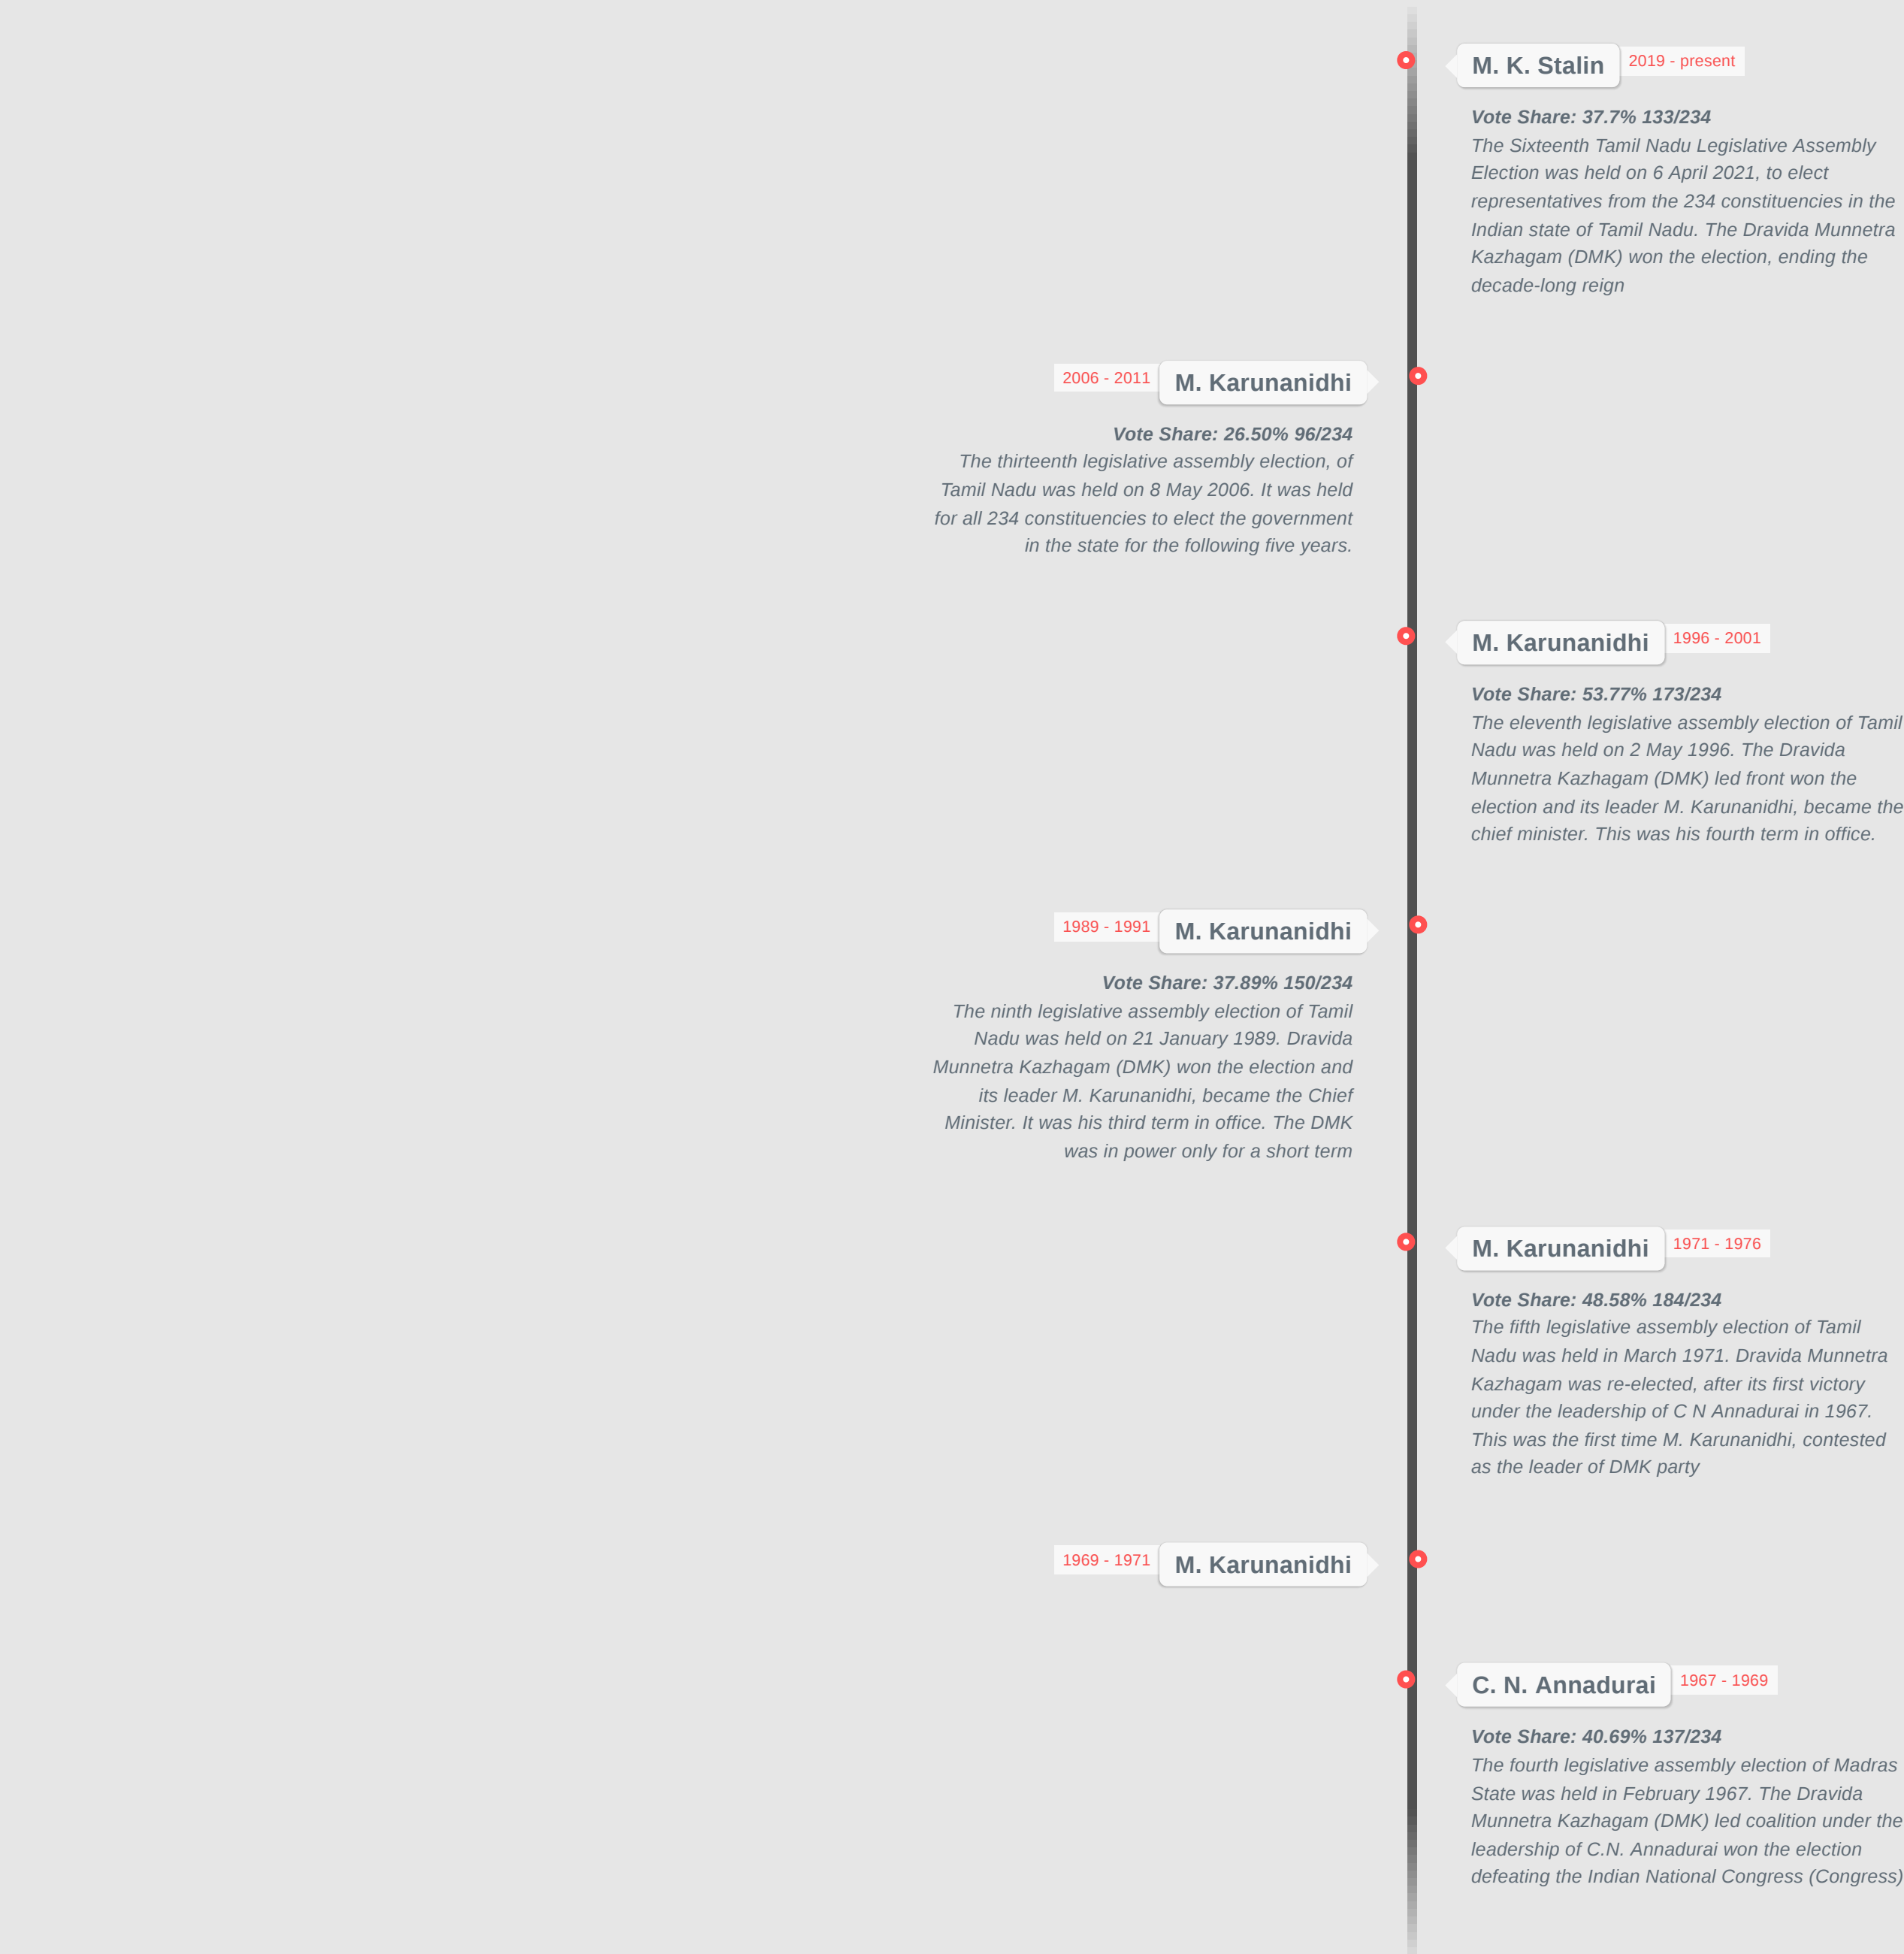 M. K. Stalin 2019 - present
Vote Share: 37.7% 133/234
The Sixteenth Tamil Nadu Legislative Assembly
Election was held on 6 April 2021, to elect
representatives from the 234 constituencies in the
Indian state of Tamil Nadu. The Dravida Munnetra
Kazhagam (DMK) won the election, ending the
decade-long reign
2006 - 2011 M. Karunanidhi
Vote Share: 26.50% 96/234
The thirteenth legislative assembly election, of
Tamil Nadu was held on 8 May 2006. It was held
for all 234 constituencies to elect the government
in the state for the following five years.
M. Karunanidhi 1996 - 2001
Vote Share: 53.77% 173/234
The eleventh legislative assembly election of Tamil
Nadu was held on 2 May 1996. The Dravida
Munnetra Kazhagam (DMK) led front won the
election and its leader M. Karunanidhi, became the
chief minister. This was his fourth term in office.
1989 - 1991 M. Karunanidhi
Vote Share: 37.89% 150/234
The ninth legislative assembly election of Tamil
Nadu was held on 21 January 1989. Dravida
Munnetra Kazhagam (DMK) won the election and
its leader M. Karunanidhi, became the Chief
Minister. It was his third term in office. The DMK
was in power only for a short term
M. Karunanidhi 1971 - 1976
Vote Share: 48.58% 184/234
The fifth legislative assembly election of Tamil
Nadu was held in March 1971. Dravida Munnetra
Kazhagam was re-elected, after its first victory
under the leadership of C N Annadurai in 1967.
This was the first time M. Karunanidhi, contested
as the leader of DMK party
1969 - 1971 M. Karunanidhi
C. N. Annadurai 1967 - 1969
Vote Share: 40.69% 137/234
The fourth legislative assembly election of Madras
State was held in February 1967. The Dravida
Munnetra Kazhagam (DMK) led coalition under the
leadership of C.N. Annadurai won the election
defeating the Indian National Congress (Congress)